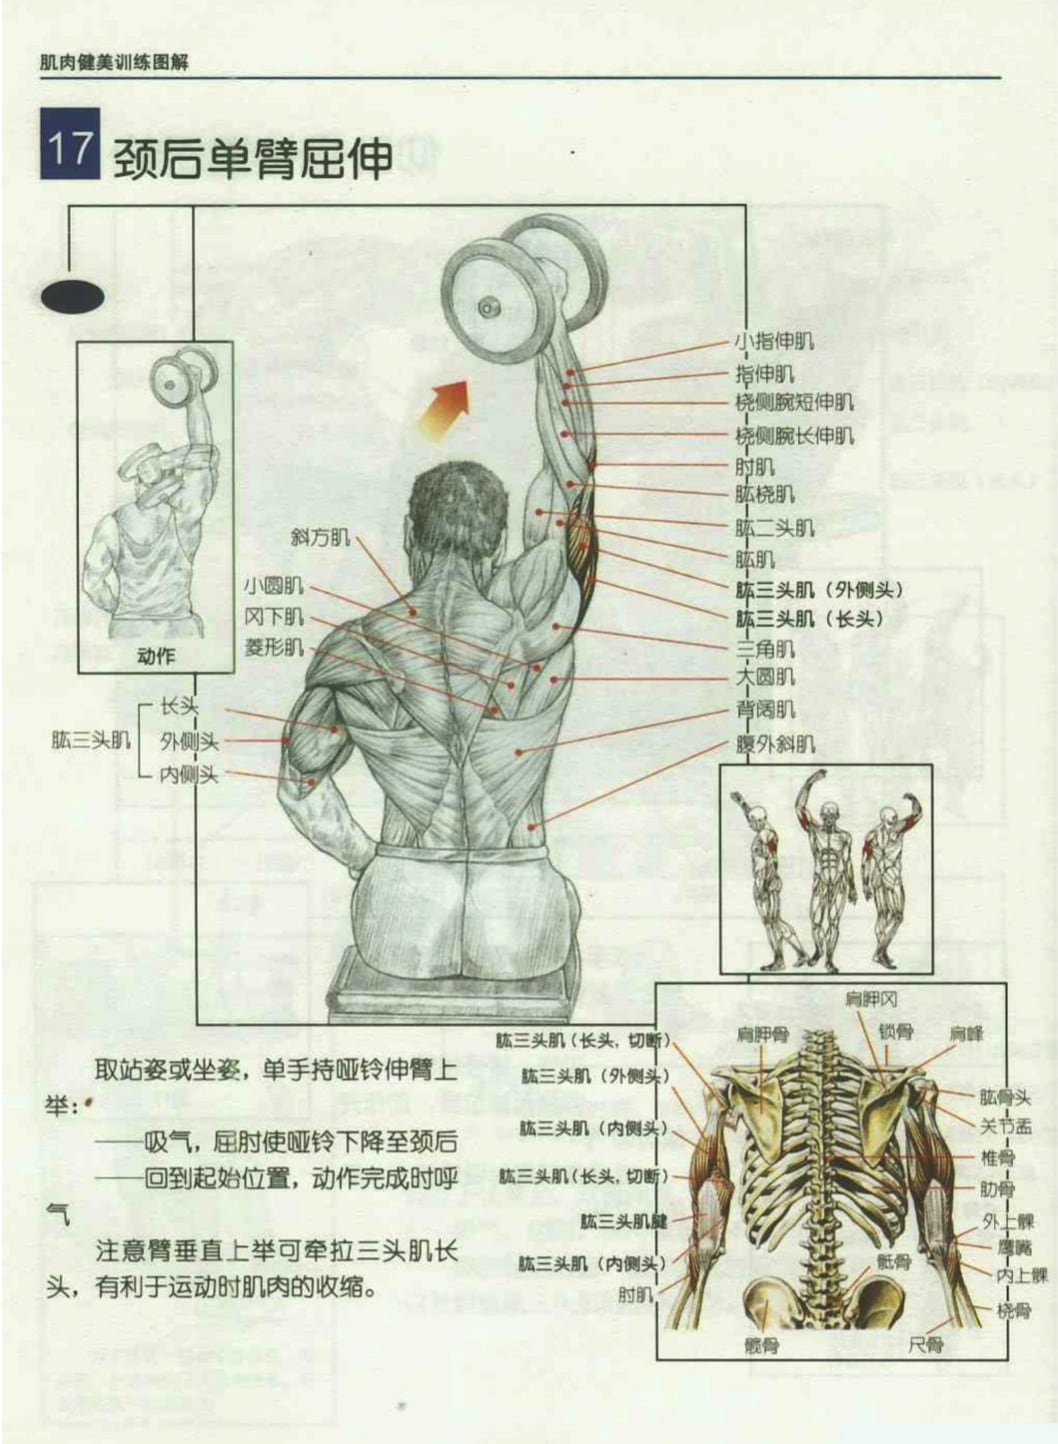 肌肉健美训练图解
17
颈后单臂屈伸
小指伸肌
指伸肌
桡侧腕短伸肌
桡侧腕长伸肌
肘肌
肱桡肌
肱二头肌
肱肌
肱三头肌（外侧头）
肱三头肌（长头）
三角肌
大圆肌
背阔肌
腹外斜肌
斜方肌
小圆肌
冈下肌
菱形肌
动作
肱三头肌
长头
外侧头
内侧头
取站姿或坐姿，单手持哑铃伸臂上
举：
——吸气，屈肘使哑铃下降至颈后
——回到起始位置，动作完成时呼
气
注意臂垂直上举可牵拉三头肌长
头，有利于运动时肌肉的收缩。
肱三头肌（长头，切断）
肱三头肌（外侧头）
肱三头肌（内侧头）
肱三头肌（长头，切断）
肱三头肌腱
肱三头肌（内侧头）
肘肌
肩胛冈
肩胛骨
锁骨
肩峰
肱骨头
关节盂
椎骨
肋骨
外上髁
鹰嘴
内上髁
桡骨
骶骨
髋骨
尺骨